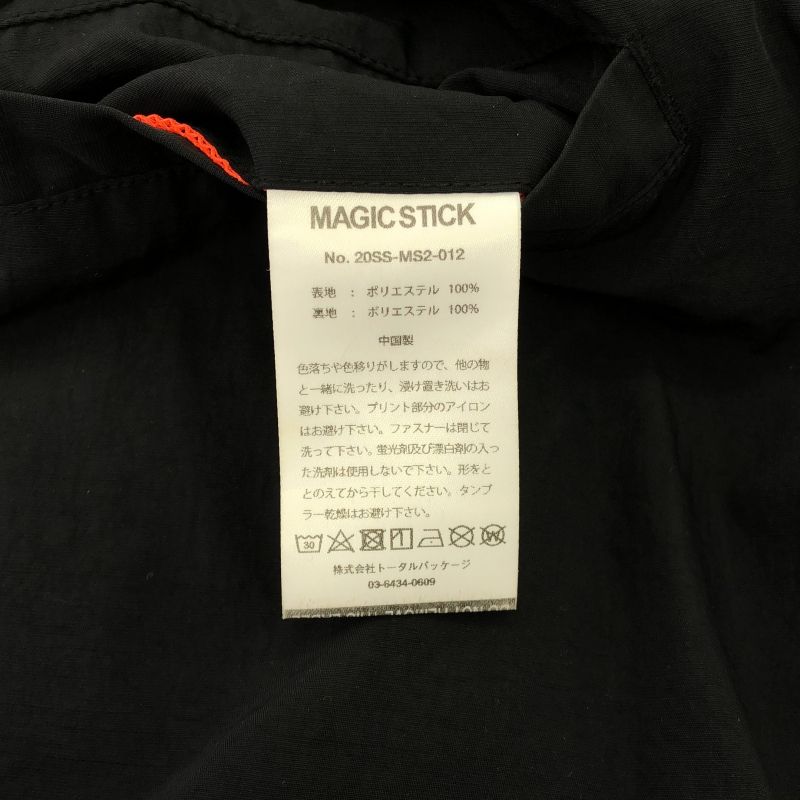 MAGIC STICK
No. 20SS-MS2-012
表地 : ポリエステル 100%
裏地 : ポリエステル 100%
中国製
色落ちや色移りがしますので、他の物
と一緒に洗ったり、浸け置き洗いはお
避け下さい。プリント部分のアイロン
はお避け下さい。ファスナーは閉じて
洗って下さい。蛍光剤及び漂白剤の入っ
た洗剤は使用しないで下さい。形をと
とのえてから干してください。タンブ
ラー乾燥はお避け下さい。
30
株式会社トータルパッケージ
03-6434-0609